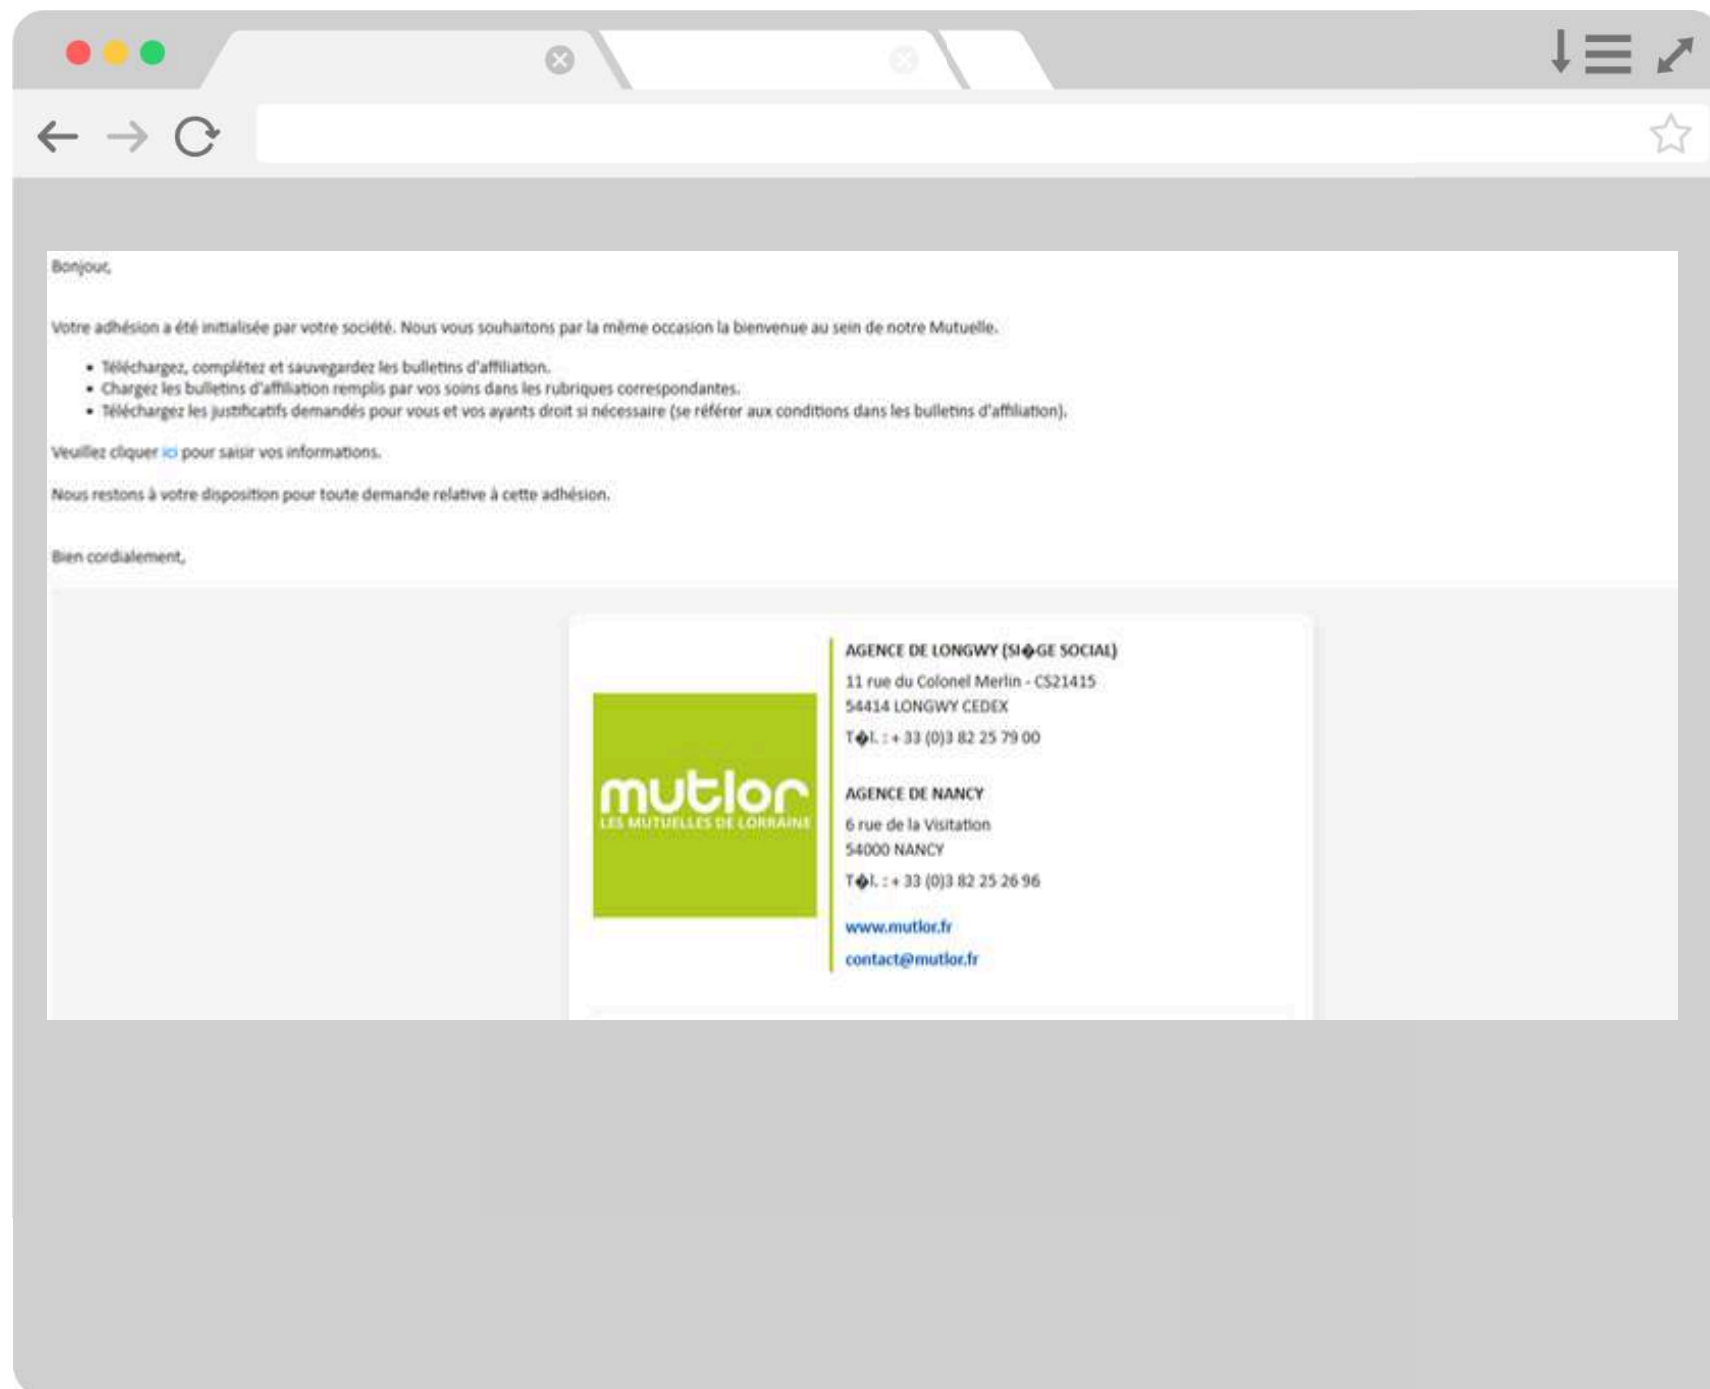 Bonjour,
Votre adhésion a été initialisée par votre société. Nous vous souhaitons par la même occasion la bienvenue au sein de notre Mutuelle.
• Téléchargez, complétez et sauvegardez les bulletins d'affiliation.
• Chargez les bulletins d'affiliation remplis par vos soins dans les rubriques correspondantes.
• Téléchargez les justificatifs demandés pour vous et vos ayants droit si nécessaire (se référer aux conditions dans les bulletins d'affiliation).
Veuillez cliquer ici pour saisir vos informations.
Nous restons à votre disposition pour toute demande relative à cette adhésion.
Bien cordialement,
mutlor
LES MUTUELLES DE LORRAINE
AGENCE DE LONGWY (SI�GE SOCIAL)
11 rue du Colonel Merlin - CS21415
54414 LONGWY CEDEX
T�l. : + 33 (0)3 82 25 79 00
AGENCE DE NANCY
6 rue de la Visitation
54000 NANCY
T�l. : + 33 (0)3 82 25 26 96
www.mutlor.fr
contact@mutlor.fr